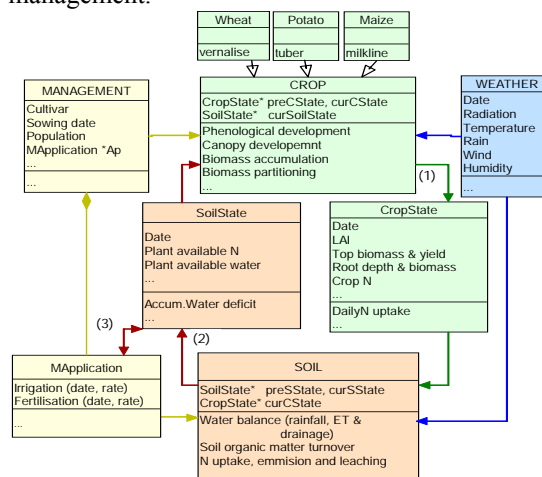 management.
Wheat
vernalise
Potato
tuber
Maize
milkline
MANAGEMENT
Cultivar
Sowing date
Population
MApplication *Ap
...
...
CROP
CropState* preCState, curCState
SoilState* curSoilState
Phenological development
Canopy developemnt
Biomass accumulation
Biomass partitioning
...
WEATHER
Date
Radiation
Temperature
Rain
Wind
Humidity
...
(1)
SoilState
Date
Plant available N
Plant available water
...
Accum.Water deficit
...
CropState
Date
LAI
Top biomass & yield
Root depth & biomass
Crop N
...
DailyN uptake
...
(3)
(2)
MApplication
Irrigation (date, rate)
Fertilisation (date, rate)
...
SOIL
SoilState* preSState, curSState
CropState* curCState
Water balance (rainfall, ET &
drainage)
Soil organic matter turnover
N uptake, emmision and leaching